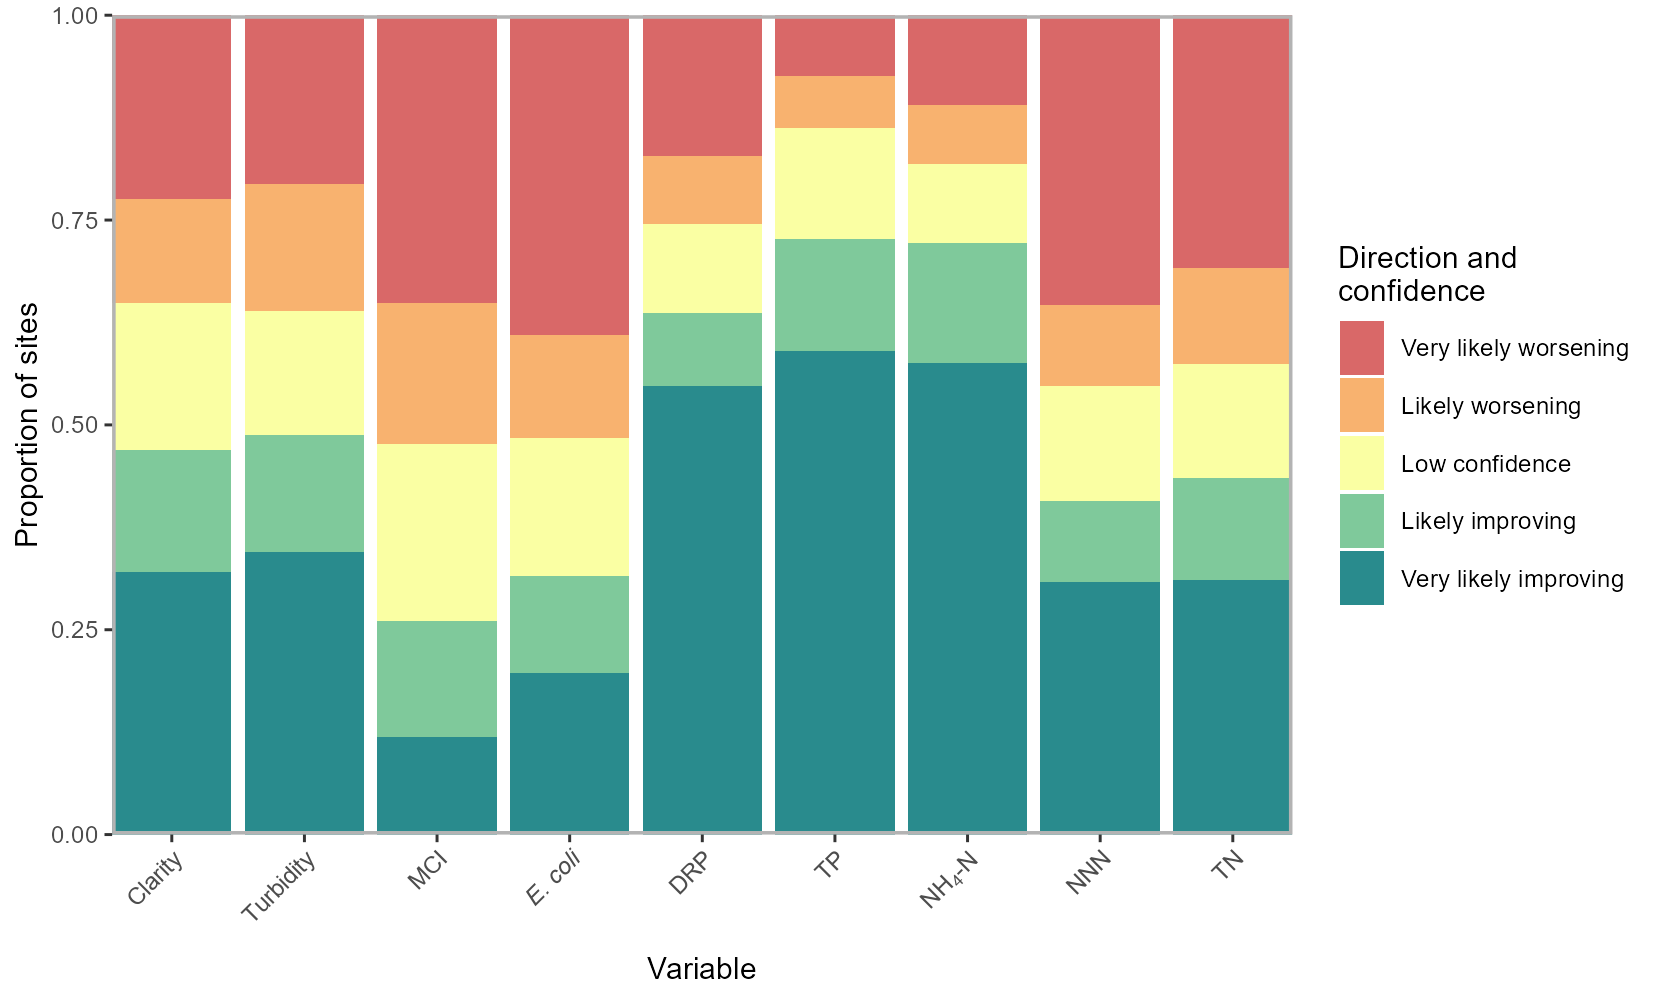 1.00
0.75
0.50
0.25
0.00
Proportion of sites
Clarity
Turbidity
MCI
E. coli
DRP
TP
NH₄-N
NNN
TN
Variable
Direction and
confidence
Very likely worsening
Likely worsening
Low confidence
Likely improving
Very likely improving